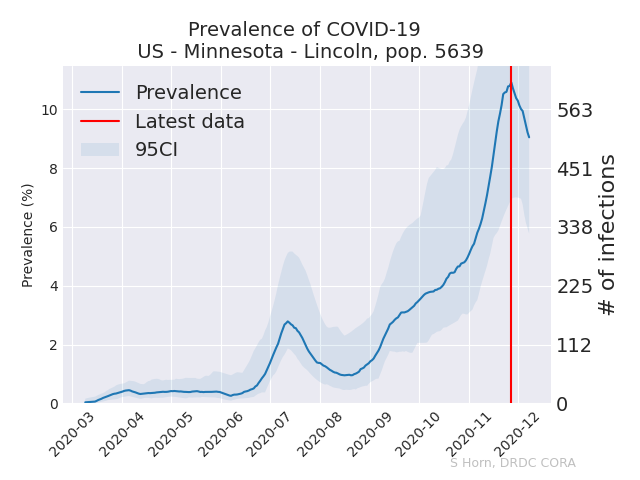 Prevalence of COVID-19
US - Minnesota - Lincoln, pop. 5639
Prevalence
Latest data
95CI
Prevalence (%)
10
8
6
4
2
0
563
451
338
225
112
0
# of infections
2020-03
2020-04
2020-05
2020-06
2020-07
2020-08
2020-09
2020-10
2020-11
2020-12
S Horn, DRDC CORA